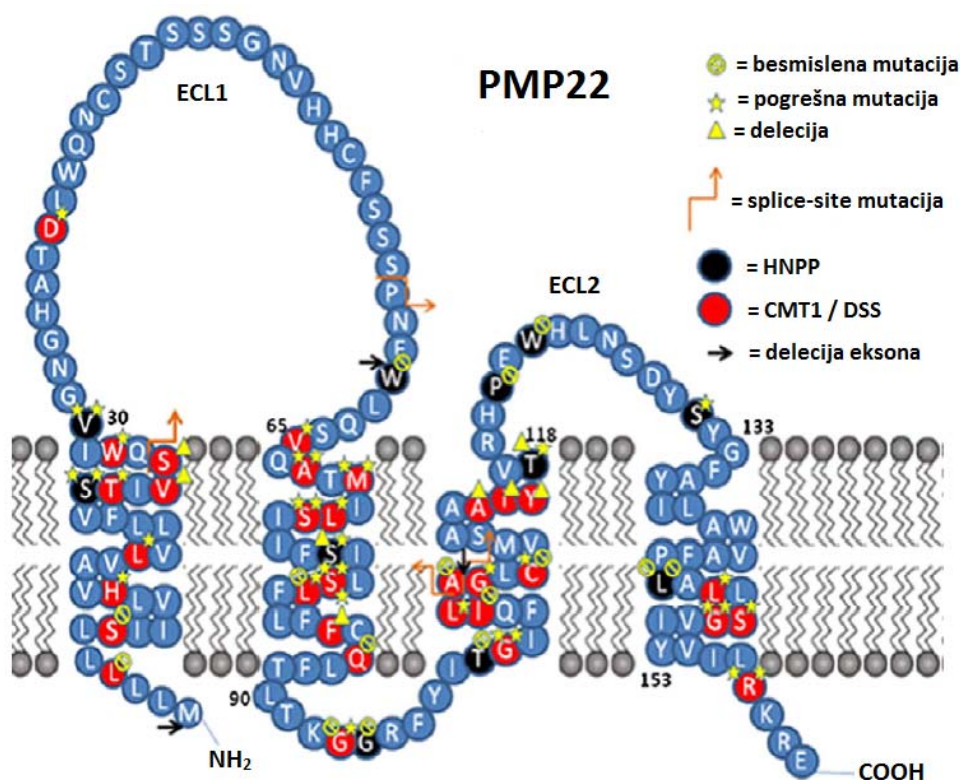 PMP22
ECL1
ECL2
= besmislena mutacija
= pogrešna mutacija
= delecija
= splice-site mutacija
= HNPP
= CMT1 / DSS
= delecija eksona
V G N G H A T D L W Q N C S T S S S G N V H H C F S S S P N E W L Q S V
30
65
I W Q S
S T I V
V F L L
A V L V
V H L V
L S I I
L L L L M
NH₂
Q A T M
I S L I
I F S I
F L S L
L F F C
T F L Q
90
L T K G G R F Y I T G I
L I Q F
A G L C
A S M V
A A I Y
V T
118
R H P E W H L N S D Y S Y G
133
Y A F
I L A W
P F A V
L A L L
I V G S
Y V I L
153
R K R E
COOH